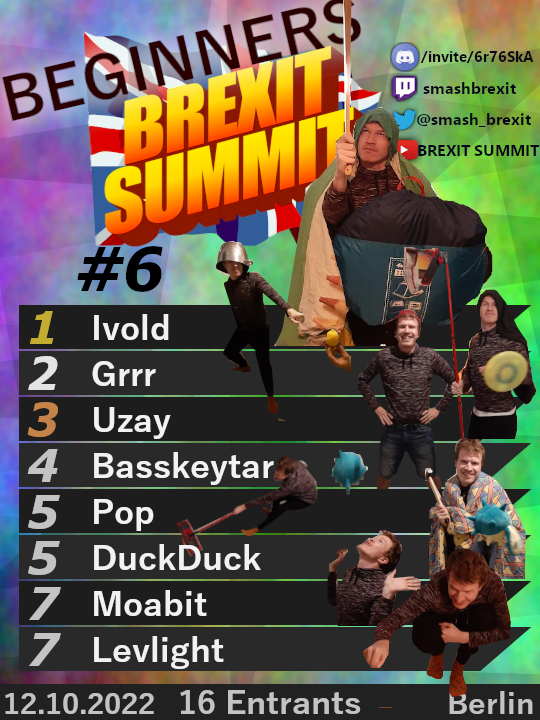 BEGINNERS
BREXIT
SUMMIT
#6
/invite/6r76SkA
smashbrexit
@smash_brexit
BREXIT SUMMIT
1 Ivold
2 Grrr
3 Uzay
4 Basskeytar
5 Pop
5 DuckDuck
7 Moabit
7 Levlight
12.10.2022 16 Entrants Berlin